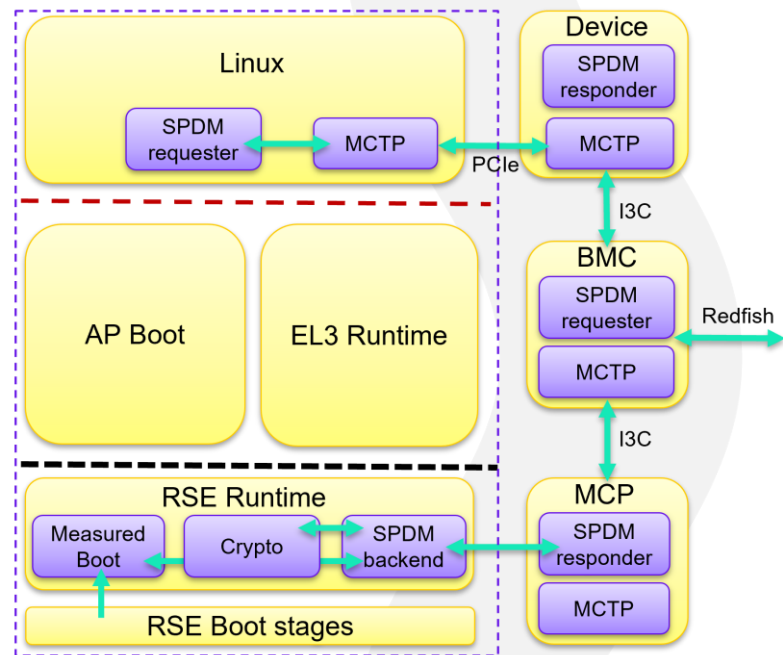 Linux
SPDM
requester
MCTP
PCIe
Device
SPDM
responder
MCTP
I3C
AP Boot
EL3 Runtime
BMC
SPDM
requester
MCTP
Redfish
I3C
RSE Runtime
Measured
Boot
Crypto
SPDM
backend
RSE Boot stages
MCP
SPDM
responder
MCTP